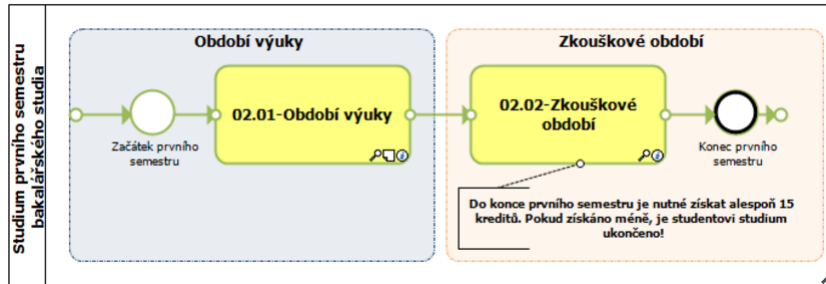 Studium prvního semestru
bakalářského studia
Období výuky
Začátek prvního
semestru
02.01-Období výuky
Zkouškové období
02.02-Zkouškové
období
Konec prvního
semestru
Do konce prvního semestru je nutné získat alespoň 15
kreditů. Pokud získáno méně, je studentovi studium
ukončeno!